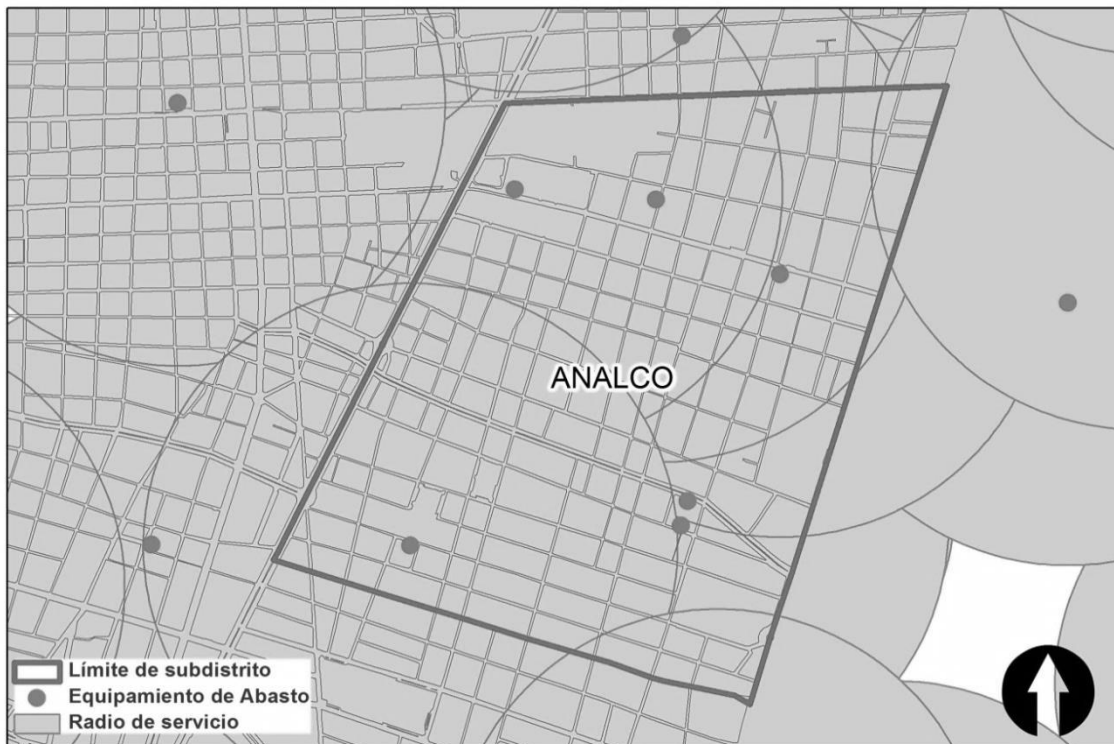 ANALCO
Límite de subdistrito
Equipamiento de Abasto
Radio de servicio